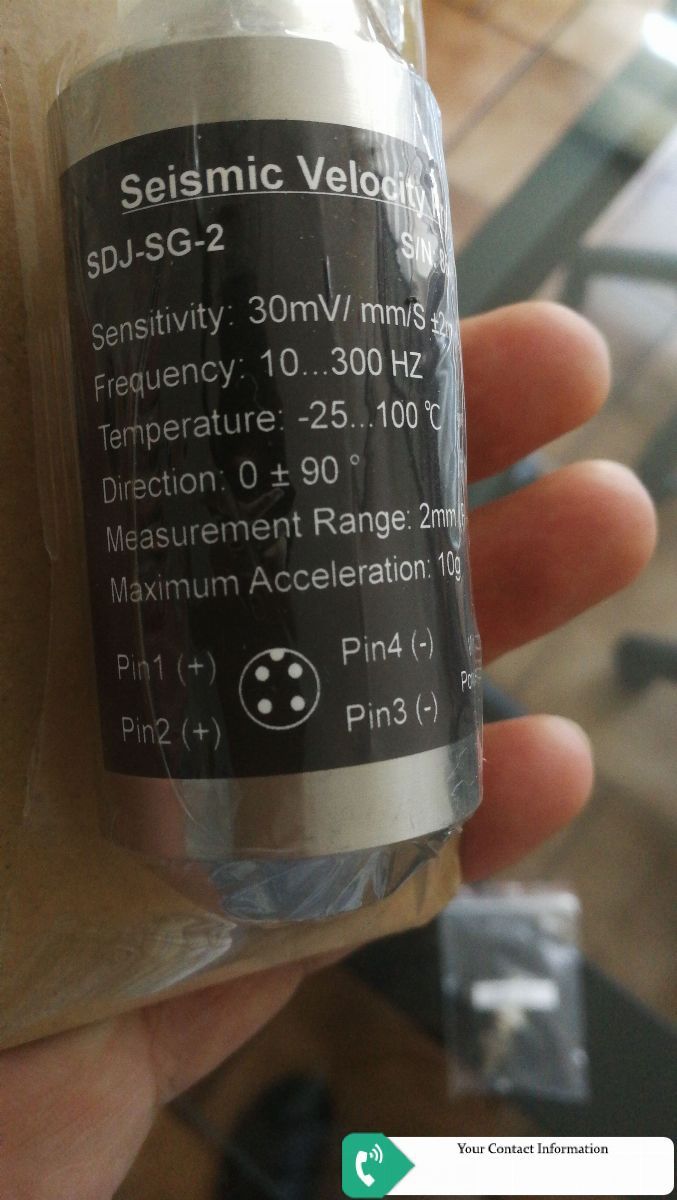 Seismic Velocity
SDJ-SG-2
S/N:
Sensitivity: 30mV/ mm/S
Frequency: 10...300 HZ
Temperature: -25...100 ℃
Direction: 0 ± 90 °
Measurement Range: 2mm
Maximum Acceleration: 10g
Pin1 (+)
Pin4 (-)
Pin2 (+)
Pin3 (-)
Your Contact Information